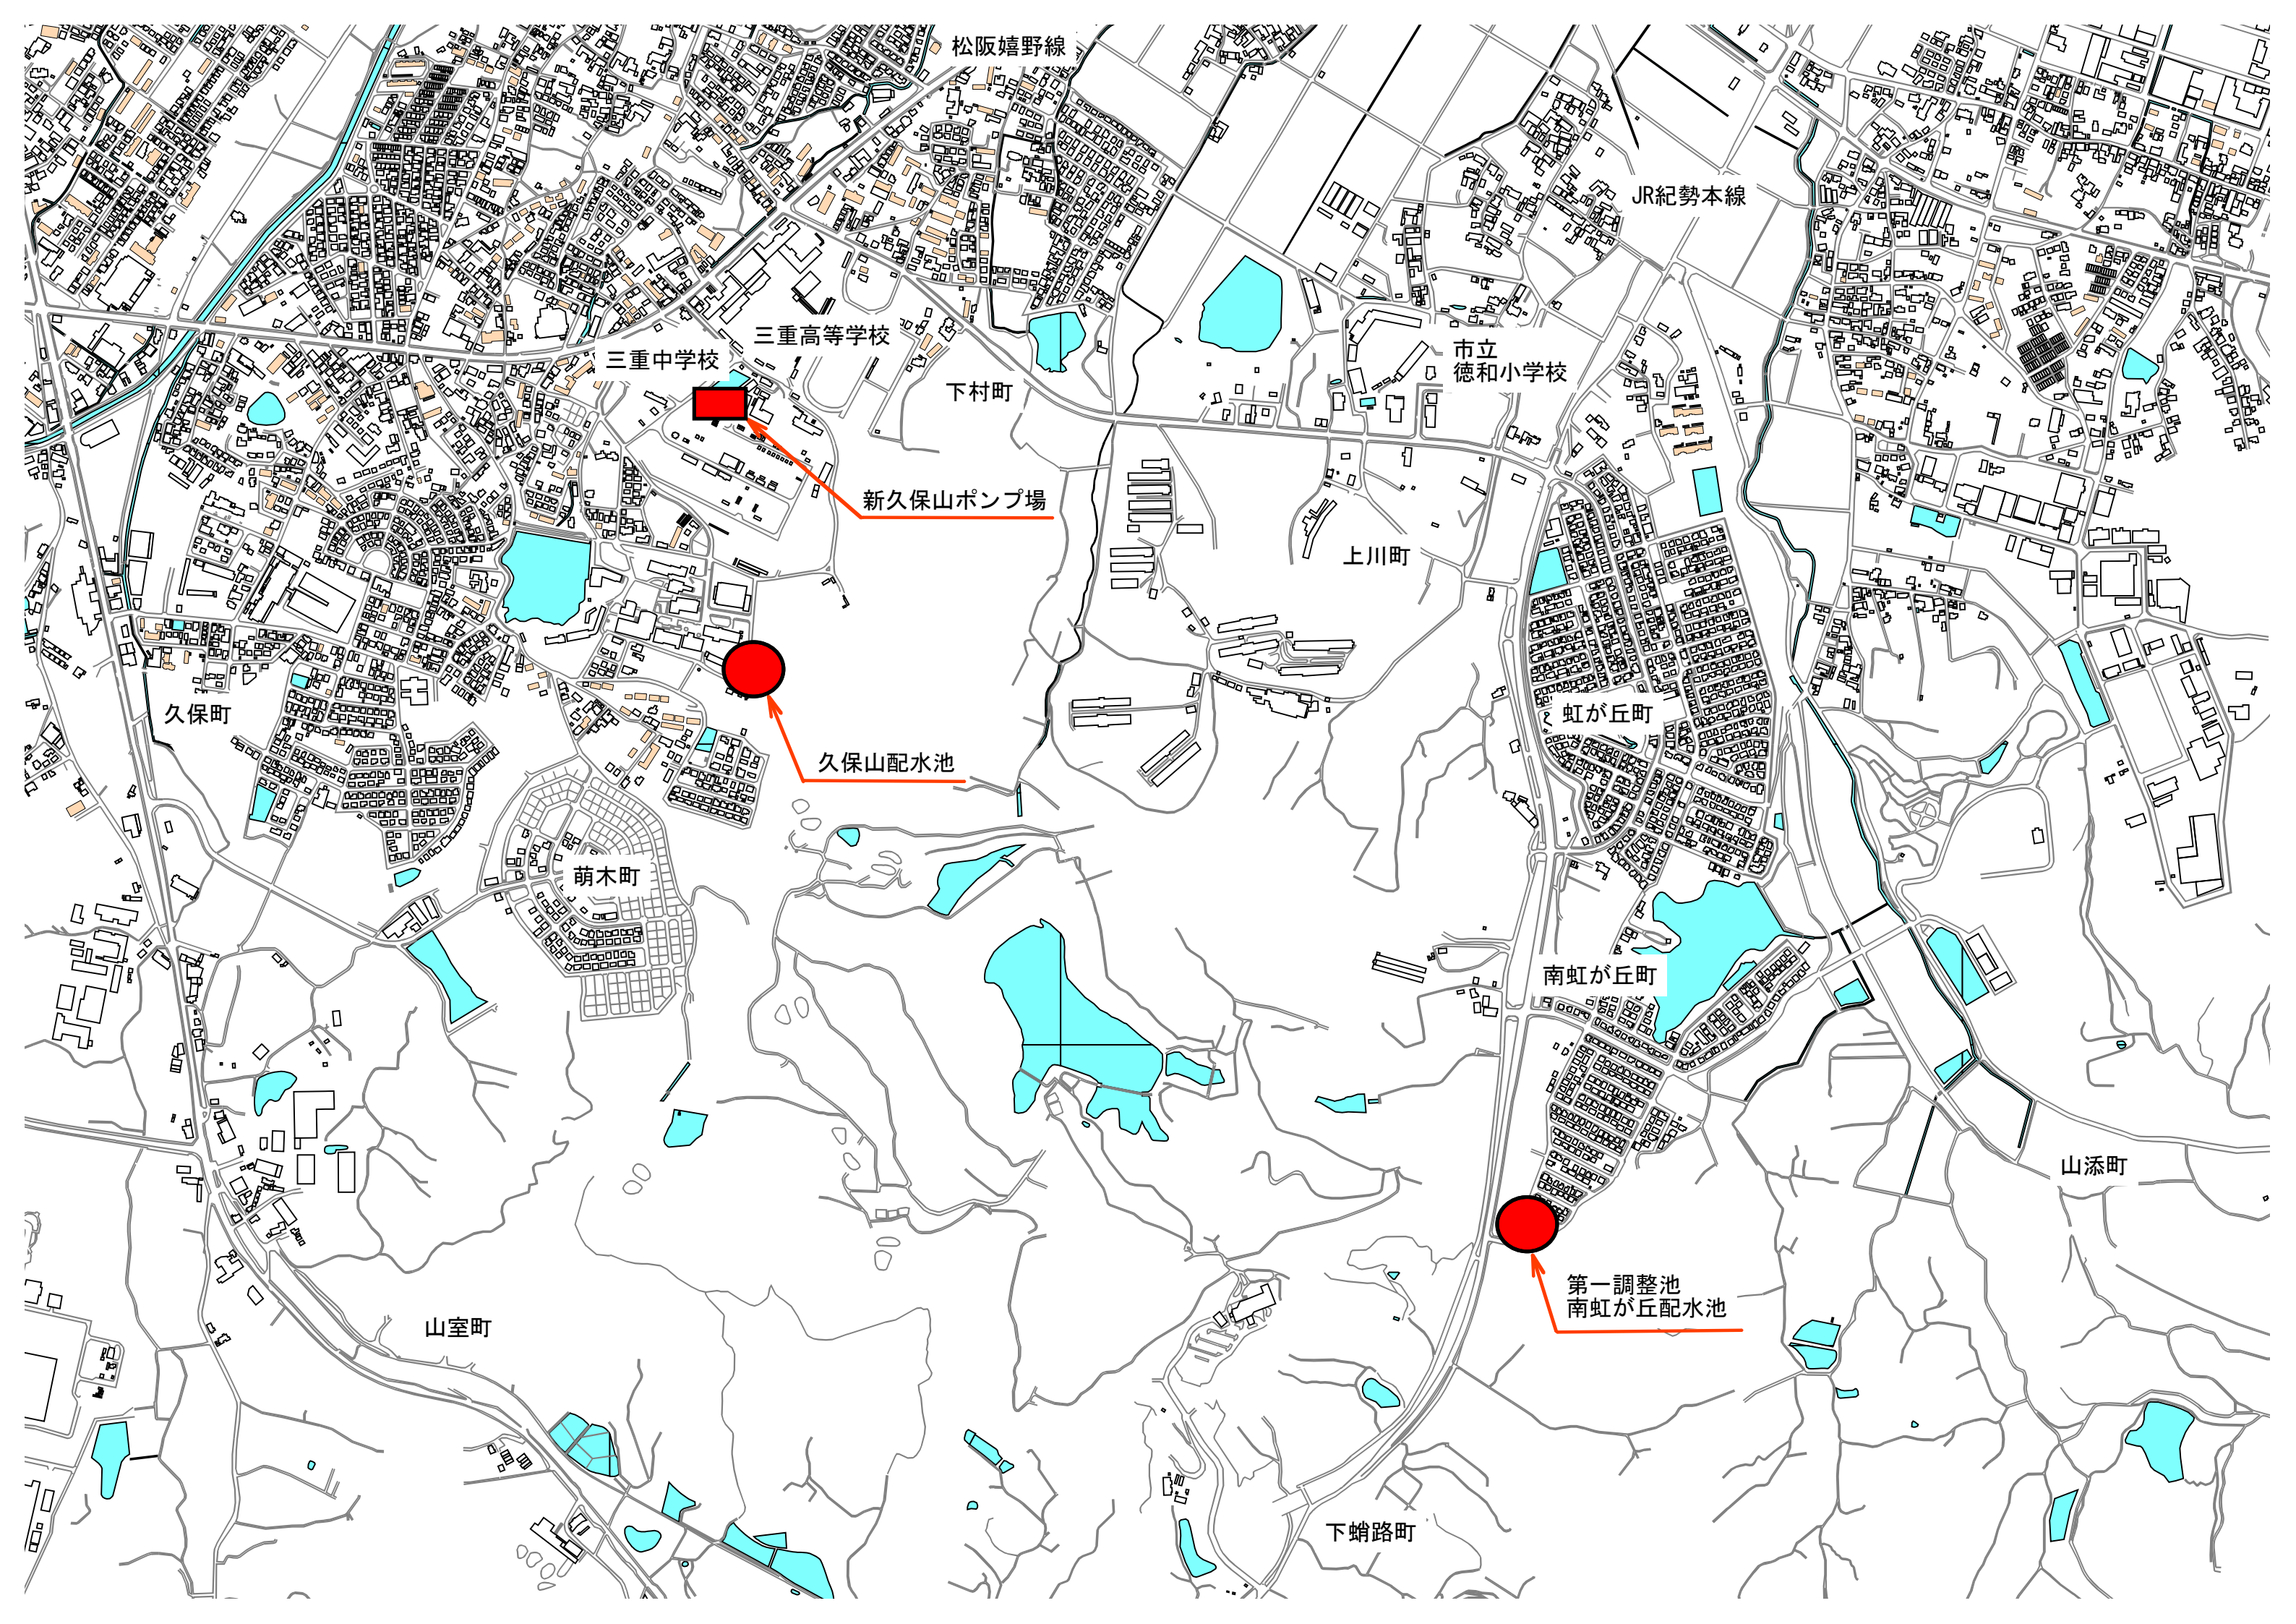 松阪嬉野線
JR紀勢本線
三重高等学校
三重中学校
市立
徳和小学校
下村町
新久保山ポンプ場
上川町
久保町
虹が丘町
久保山配水池
萌木町
南虹が丘町
山添町
第一調整池
南虹が丘配水池
山室町
下蛸路町